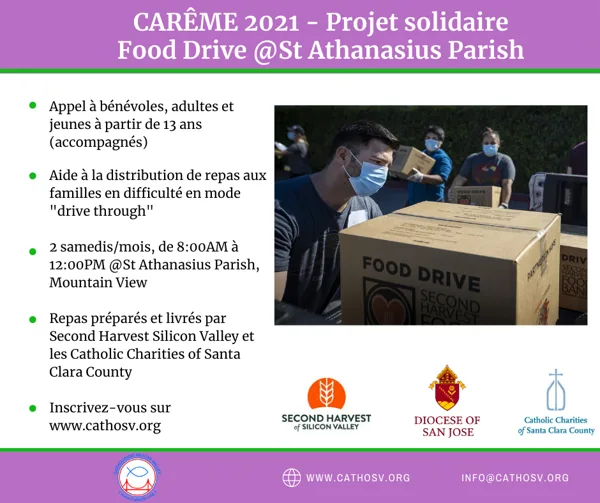 CARÊME 2021 - Projet solidaire
Food Drive @St Athanasius Parish
Appel à bénévoles, adultes et
jeunes à partir de 13 ans
(accompagnés)
Aide à la distribution de repas aux
familles en difficulté en mode
"drive through"
2 samedis/mois, de 8:00AM à
12:00PM @St Athanasius Parish,
Mountain View
Repas préparés et livrés par
Second Harvest Silicon Valley et
les Catholic Charities of Santa
Clara County
Inscrivez-vous sur
www.cathosv.org
FOOD DRIVE
SECOND
HARVEST
SECOND HARVEST
of SILICON VALLEY
DIOCESE OF
SAN JOSE
Catholic Charities
of Santa Clara County
WWW.CATHOSV.ORG
INFO@CATHOSV.ORG